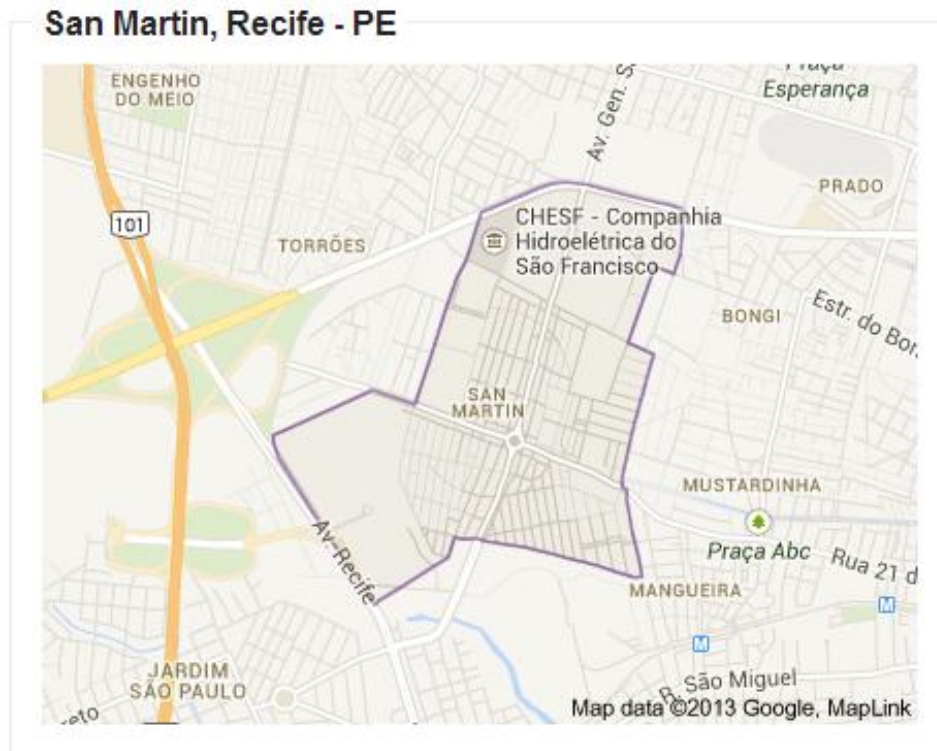 San Martin, Recife - PE
ENGENHO
DO MEIO
Av. Gen. S
Esperança
PRADO
101
TORRÕES
CHESF - Companhia
Hidroelétrica do
São Francisco
BONGI
Estr. do Bon
SAN
MARTIN
MUSTARDINHA
Praça Abc
Rua 21 d
Av. Recife
MANGUEIRA
M
M
JARDIM
SÃO PAULO
R. São Miguel
Map data ©2013 Google, MapLink